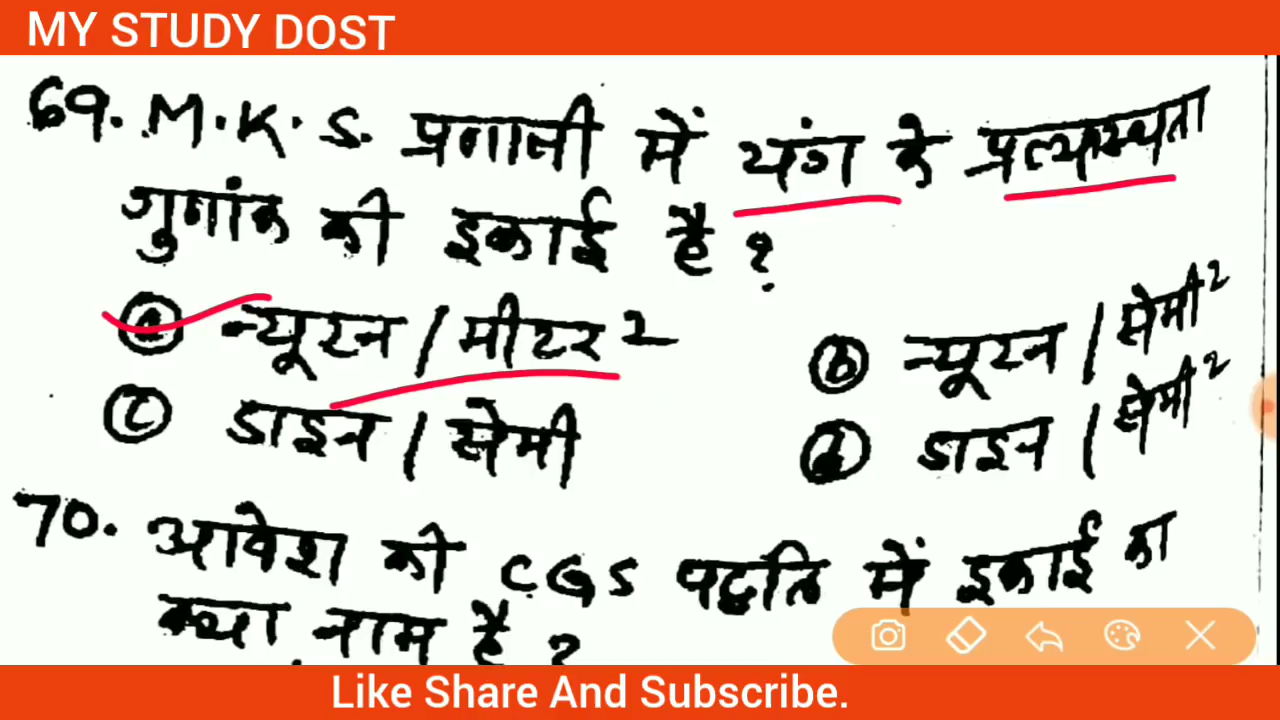 MY STUDY DOST
69. M.K.S. प्रणाली में यंग के प्रत्यास्थता
गुणांक की इकाई है ?
(a) न्यूटन / मीटर²
(b) न्यूटन / सेमी²
(c) डाइन / सेमी
(d) डाइन / सेमी²
70. आवेश की CGS पद्धति में इकाई का
क्या नाम है ?
Like Share And Subscribe.